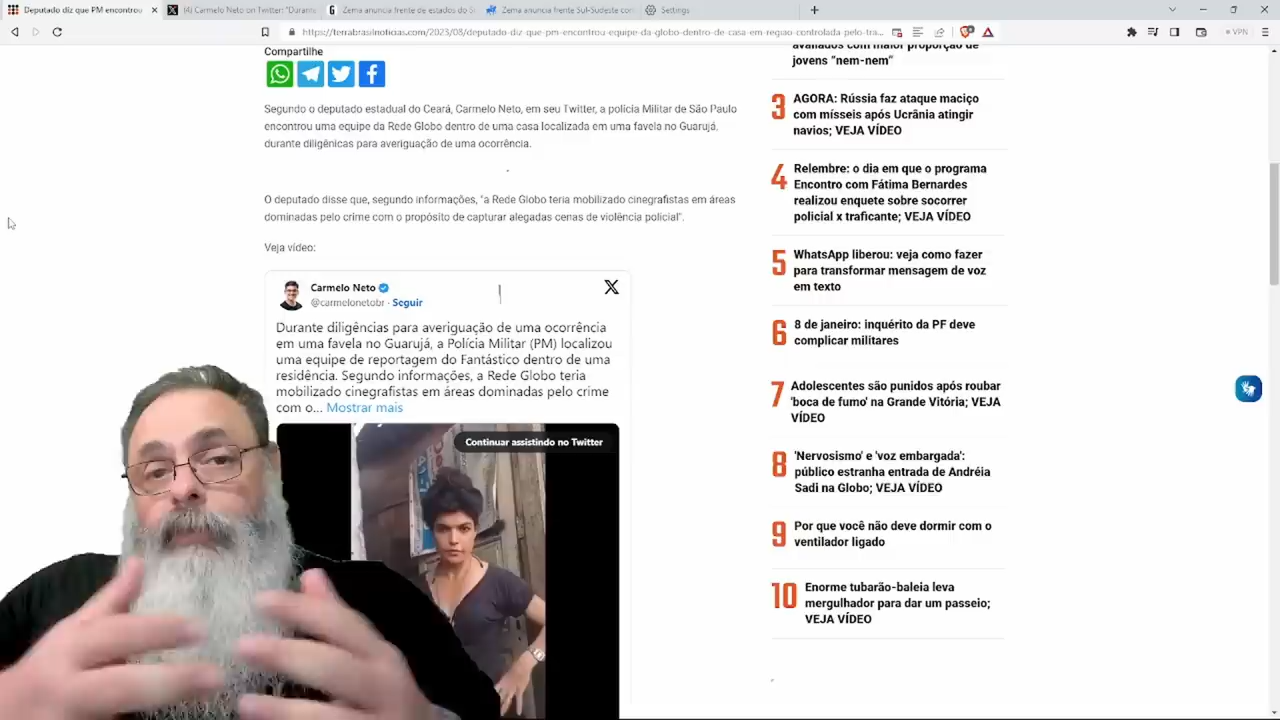 Deputado diz que PM encontrou
(4) Carmelo Neto on Twitter: "Durant
Zema anuncia frente de estados do S
Zema anuncia frente Sul-Sudeste con
Settings
https://terrabrasilnoticias.com/2023/08/deputado-diz-que-pm-encontrou-equipe-da-globo-dentro-de-casa-em-regiao-controlada-pelo-tra...
VPN
Compartilhe
Segundo o deputado estadual do Ceará, Carmelo Neto, em seu Twitter, a polícia Militar de São Paulo
encontrou uma equipe da Rede Globo dentro de uma casa localizada em uma favela no Guarujá,
durante diligências para averiguação de uma ocorrência.
O deputado disse que, segundo informações, "a Rede Globo teria mobilizado cinegrafistas em áreas
dominadas pelo crime com o propósito de capturar alegadas cenas de violência policial".
Veja vídeo:
Carmelo Neto
@carmelonetobr · Seguir
Durante diligências para averiguação de uma ocorrência
em uma favela no Guarujá, a Polícia Militar (PM) localizou
uma equipe de reportagem do Fantástico dentro de uma
residência. Segundo informações, a Rede Globo teria
mobilizado cinegrafistas em áreas dominadas pelo crime
com o... Mostrar mais
Continuar assistindo no Twitter
avaliados com maior proporção de
jovens "nem-nem"
3 AGORA: Rússia faz ataque maciço
com mísseis após Ucrânia atingir
navios; VEJA VÍDEO
4 Relembre: o dia em que o programa
Encontro com Fátima Bernardes
realizou enquete sobre socorrer
policial x traficante; VEJA VÍDEO
5 WhatsApp liberou: veja como fazer
para transformar mensagem de voz
em texto
6 8 de janeiro: inquérito da PF deve
complicar militares
7 Adolescentes são punidos após roubar
'boca de fumo' na Grande Vitória; VEJA
VÍDEO
8 'Nervosismo' e 'voz embargada':
público estranha entrada de Andréia
Sadi na Globo; VEJA VÍDEO
9 Por que você não deve dormir com o
ventilador ligado
10 Enorme tubarão-baleia leva
mergulhador para dar um passeio;
VEJA VÍDEO